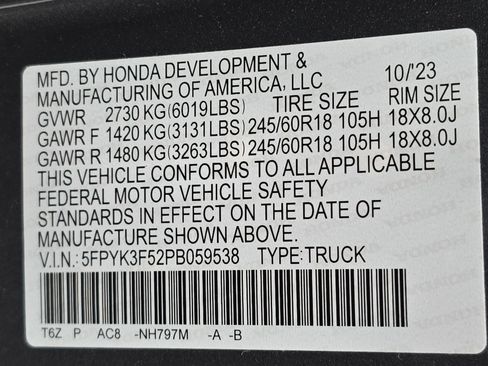 MFD. BY HONDA DEVELOPMENT &
MANUFACTURING OF AMERICA, LLC 10/'23
GVWR 2730 KG(6019LBS) TIRE SIZE RIM SIZE
GAWR F 1420 KG(3131LBS) 245/60R18 105H 18X8.0J
GAWR R 1480 KG(3263LBS) 245/60R18 105H 18X8.0J
THIS VEHICLE CONFORMS TO ALL APPLICABLE
FEDERAL MOTOR VEHICLE SAFETY
STANDARDS IN EFFECT ON THE DATE OF
MANUFACTURE SHOWN ABOVE.
V.I.N.: 5FPYK3F52PB059538 TYPE:TRUCK
T6Z P AC8 -NH797M -A -B